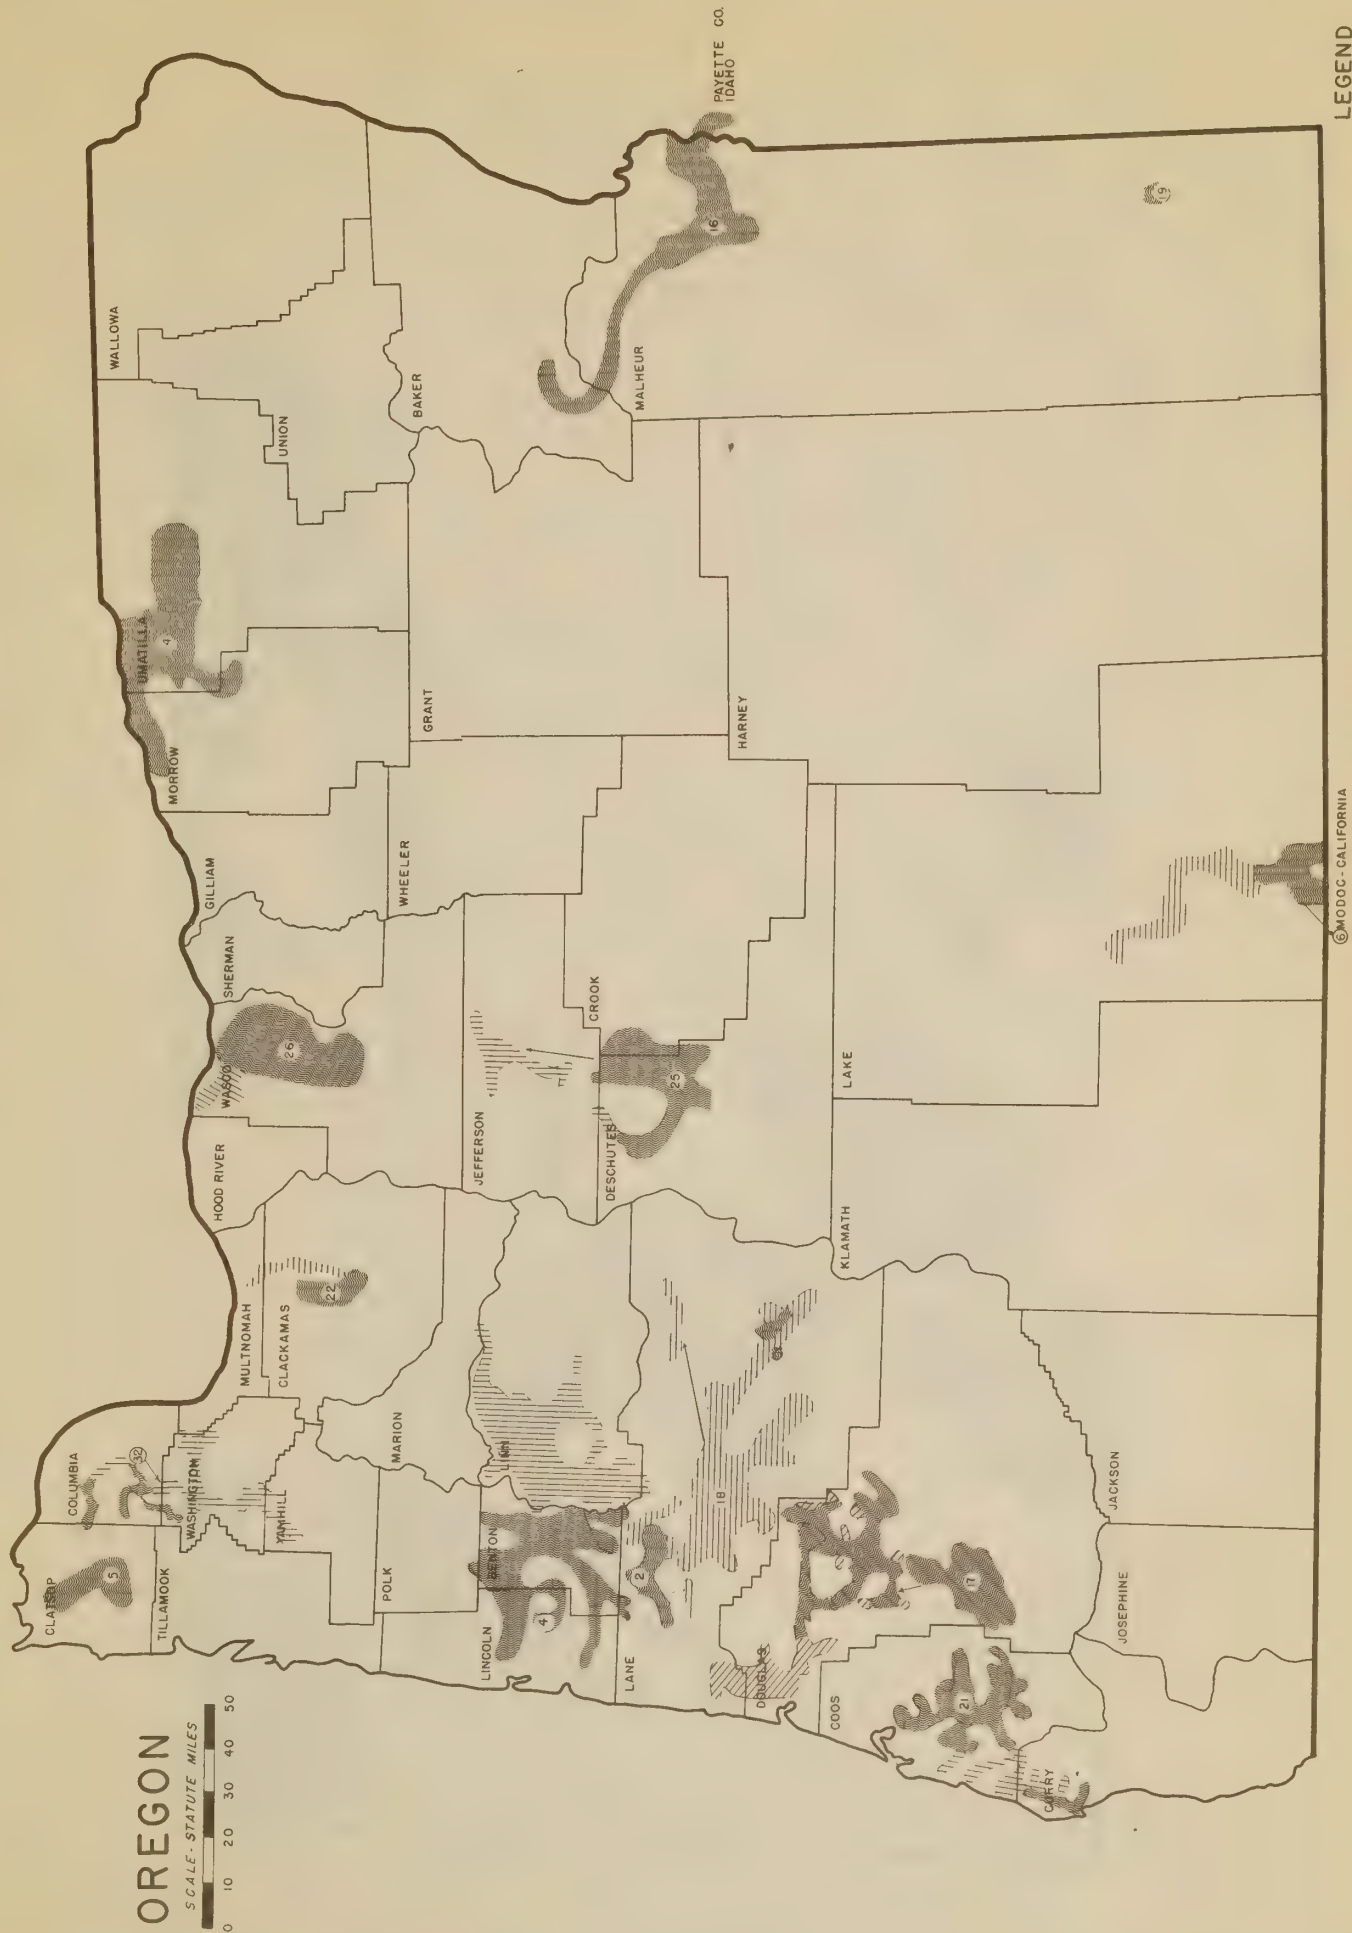 OREGON
SCALE - STATUTE MILES
0 10 20 30 40 50
CLATSOP
5
COLUMBIA
32
TILLAMOOK
WASHINGTON
YAMHILL
MULTNOMAH
CLACKAMAS
22
HOOD RIVER
WASCO
26
SHERMAN
GILLIAM
MORROW
UMATILLA
4
UNION
WALLOWA
POLK
MARION
LINCOLN
41
BENTON
LINN
JEFFERSON
WHEELER
GRANT
BAKER
LANE
2
18
DESCHUTES
25
CROOK
MALHEUR
16
PAYETTE CO.
IDAHO
DOUGLAS
17
COOS
21
CURRY
JOSEPHINE
JACKSON
KLAMATH
LAKE
HARNEY
19
6 MODOC - CALIFORNIA
LEGEND